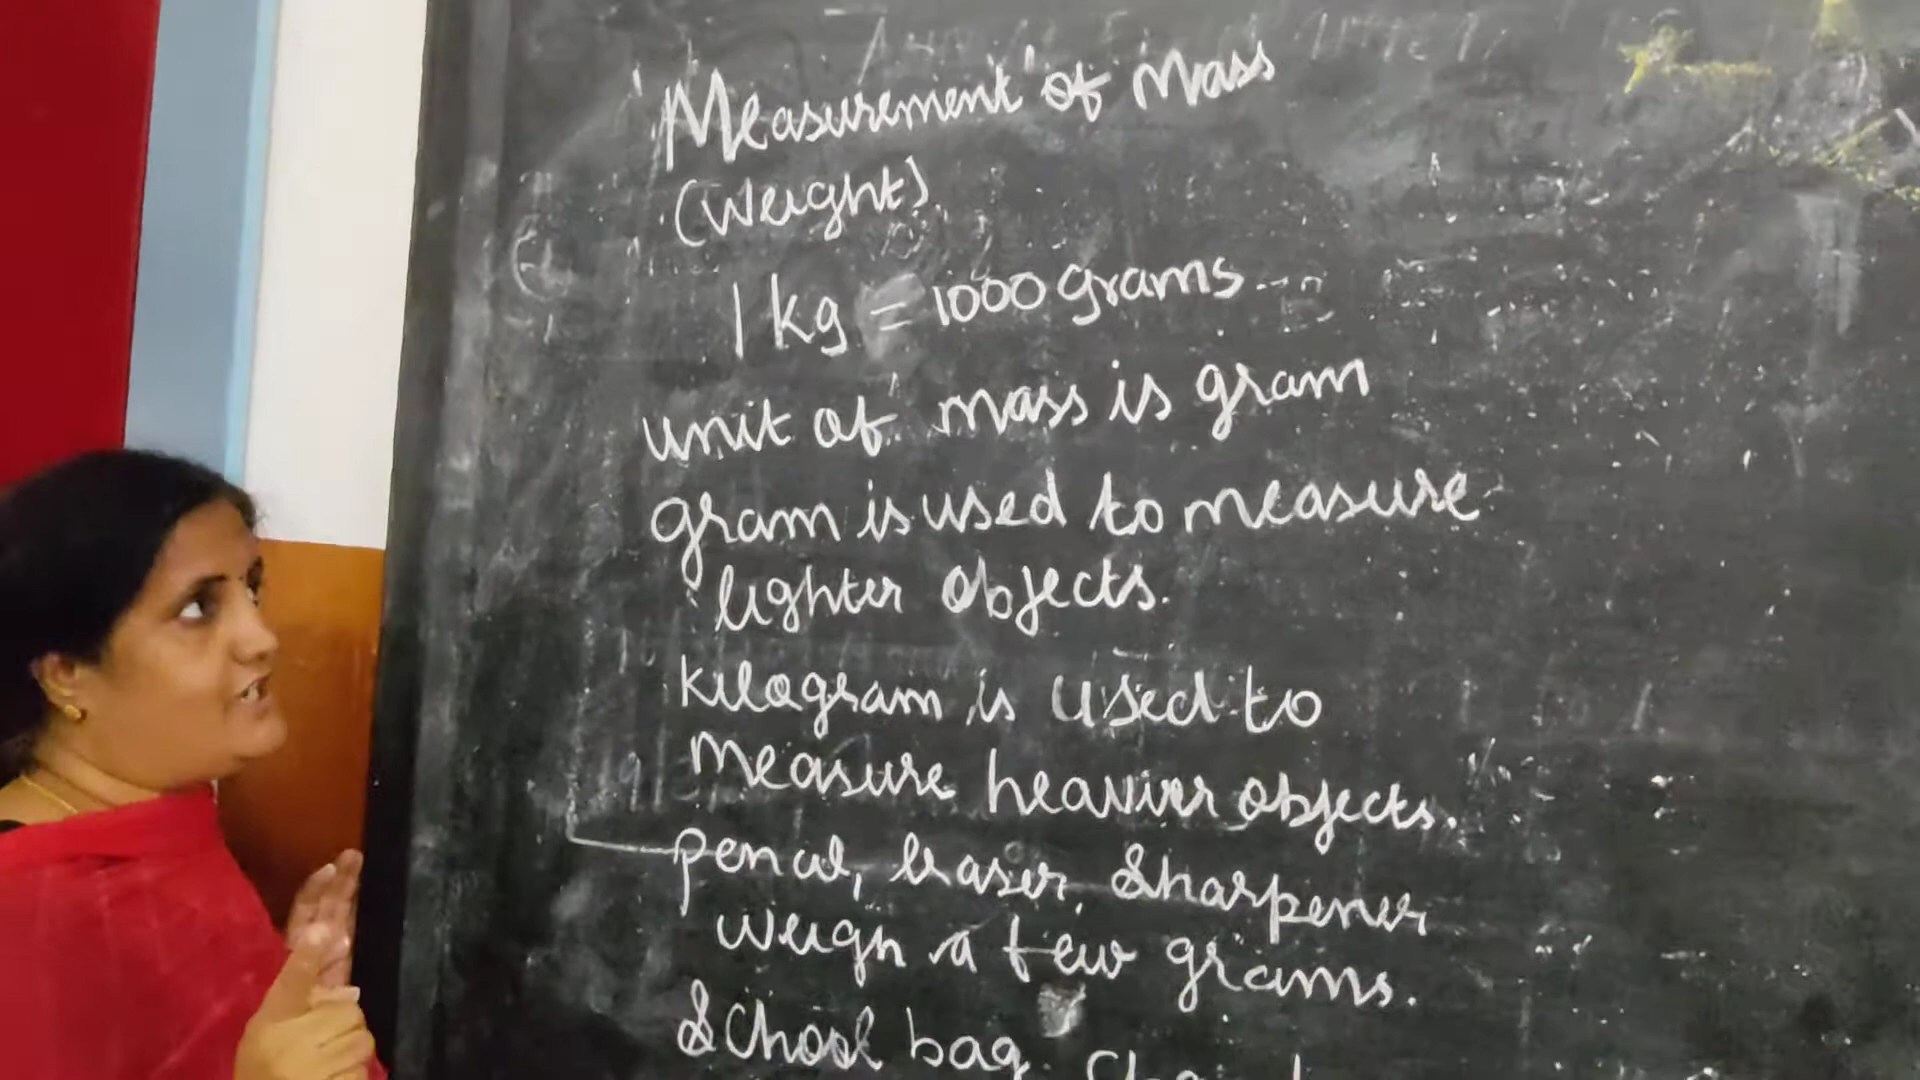 Measurement of Mass
(Weight)
1 kg = 1000 grams
unit of mass is gram
gram is used to measure
lighter objects.
kilogram is used to
measure heavier objects.
pencil, eraser, sharpener
weigh a few grams.
School bag